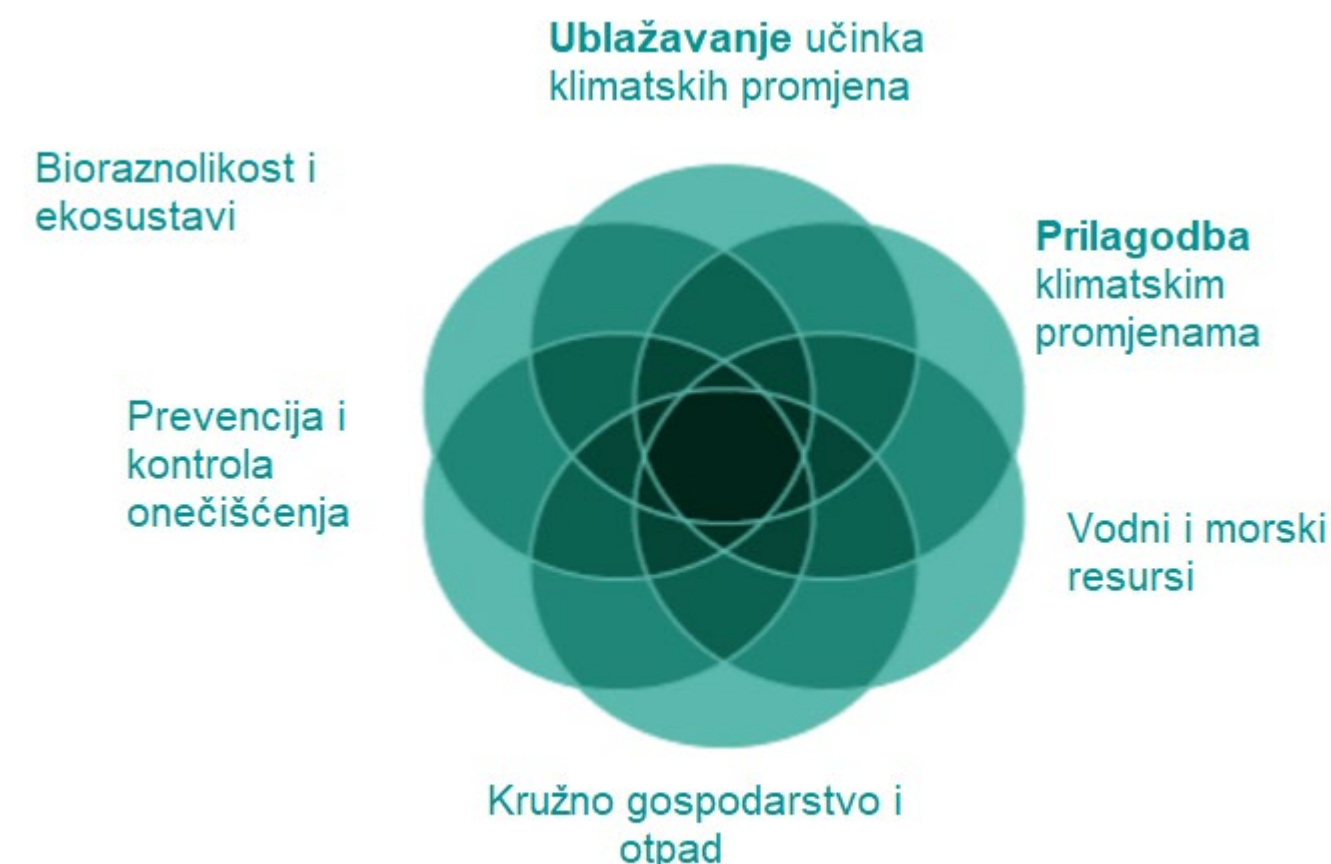 Ublažavanje učinka
klimatskih promjena
Bioraznolikost i
ekosustavi
Prilagodba
klimatskim
promjenama
Prevencija i
kontrola
onečišćenja
Vodni i morski
resursi
Kružno gospodarstvo i
otpad